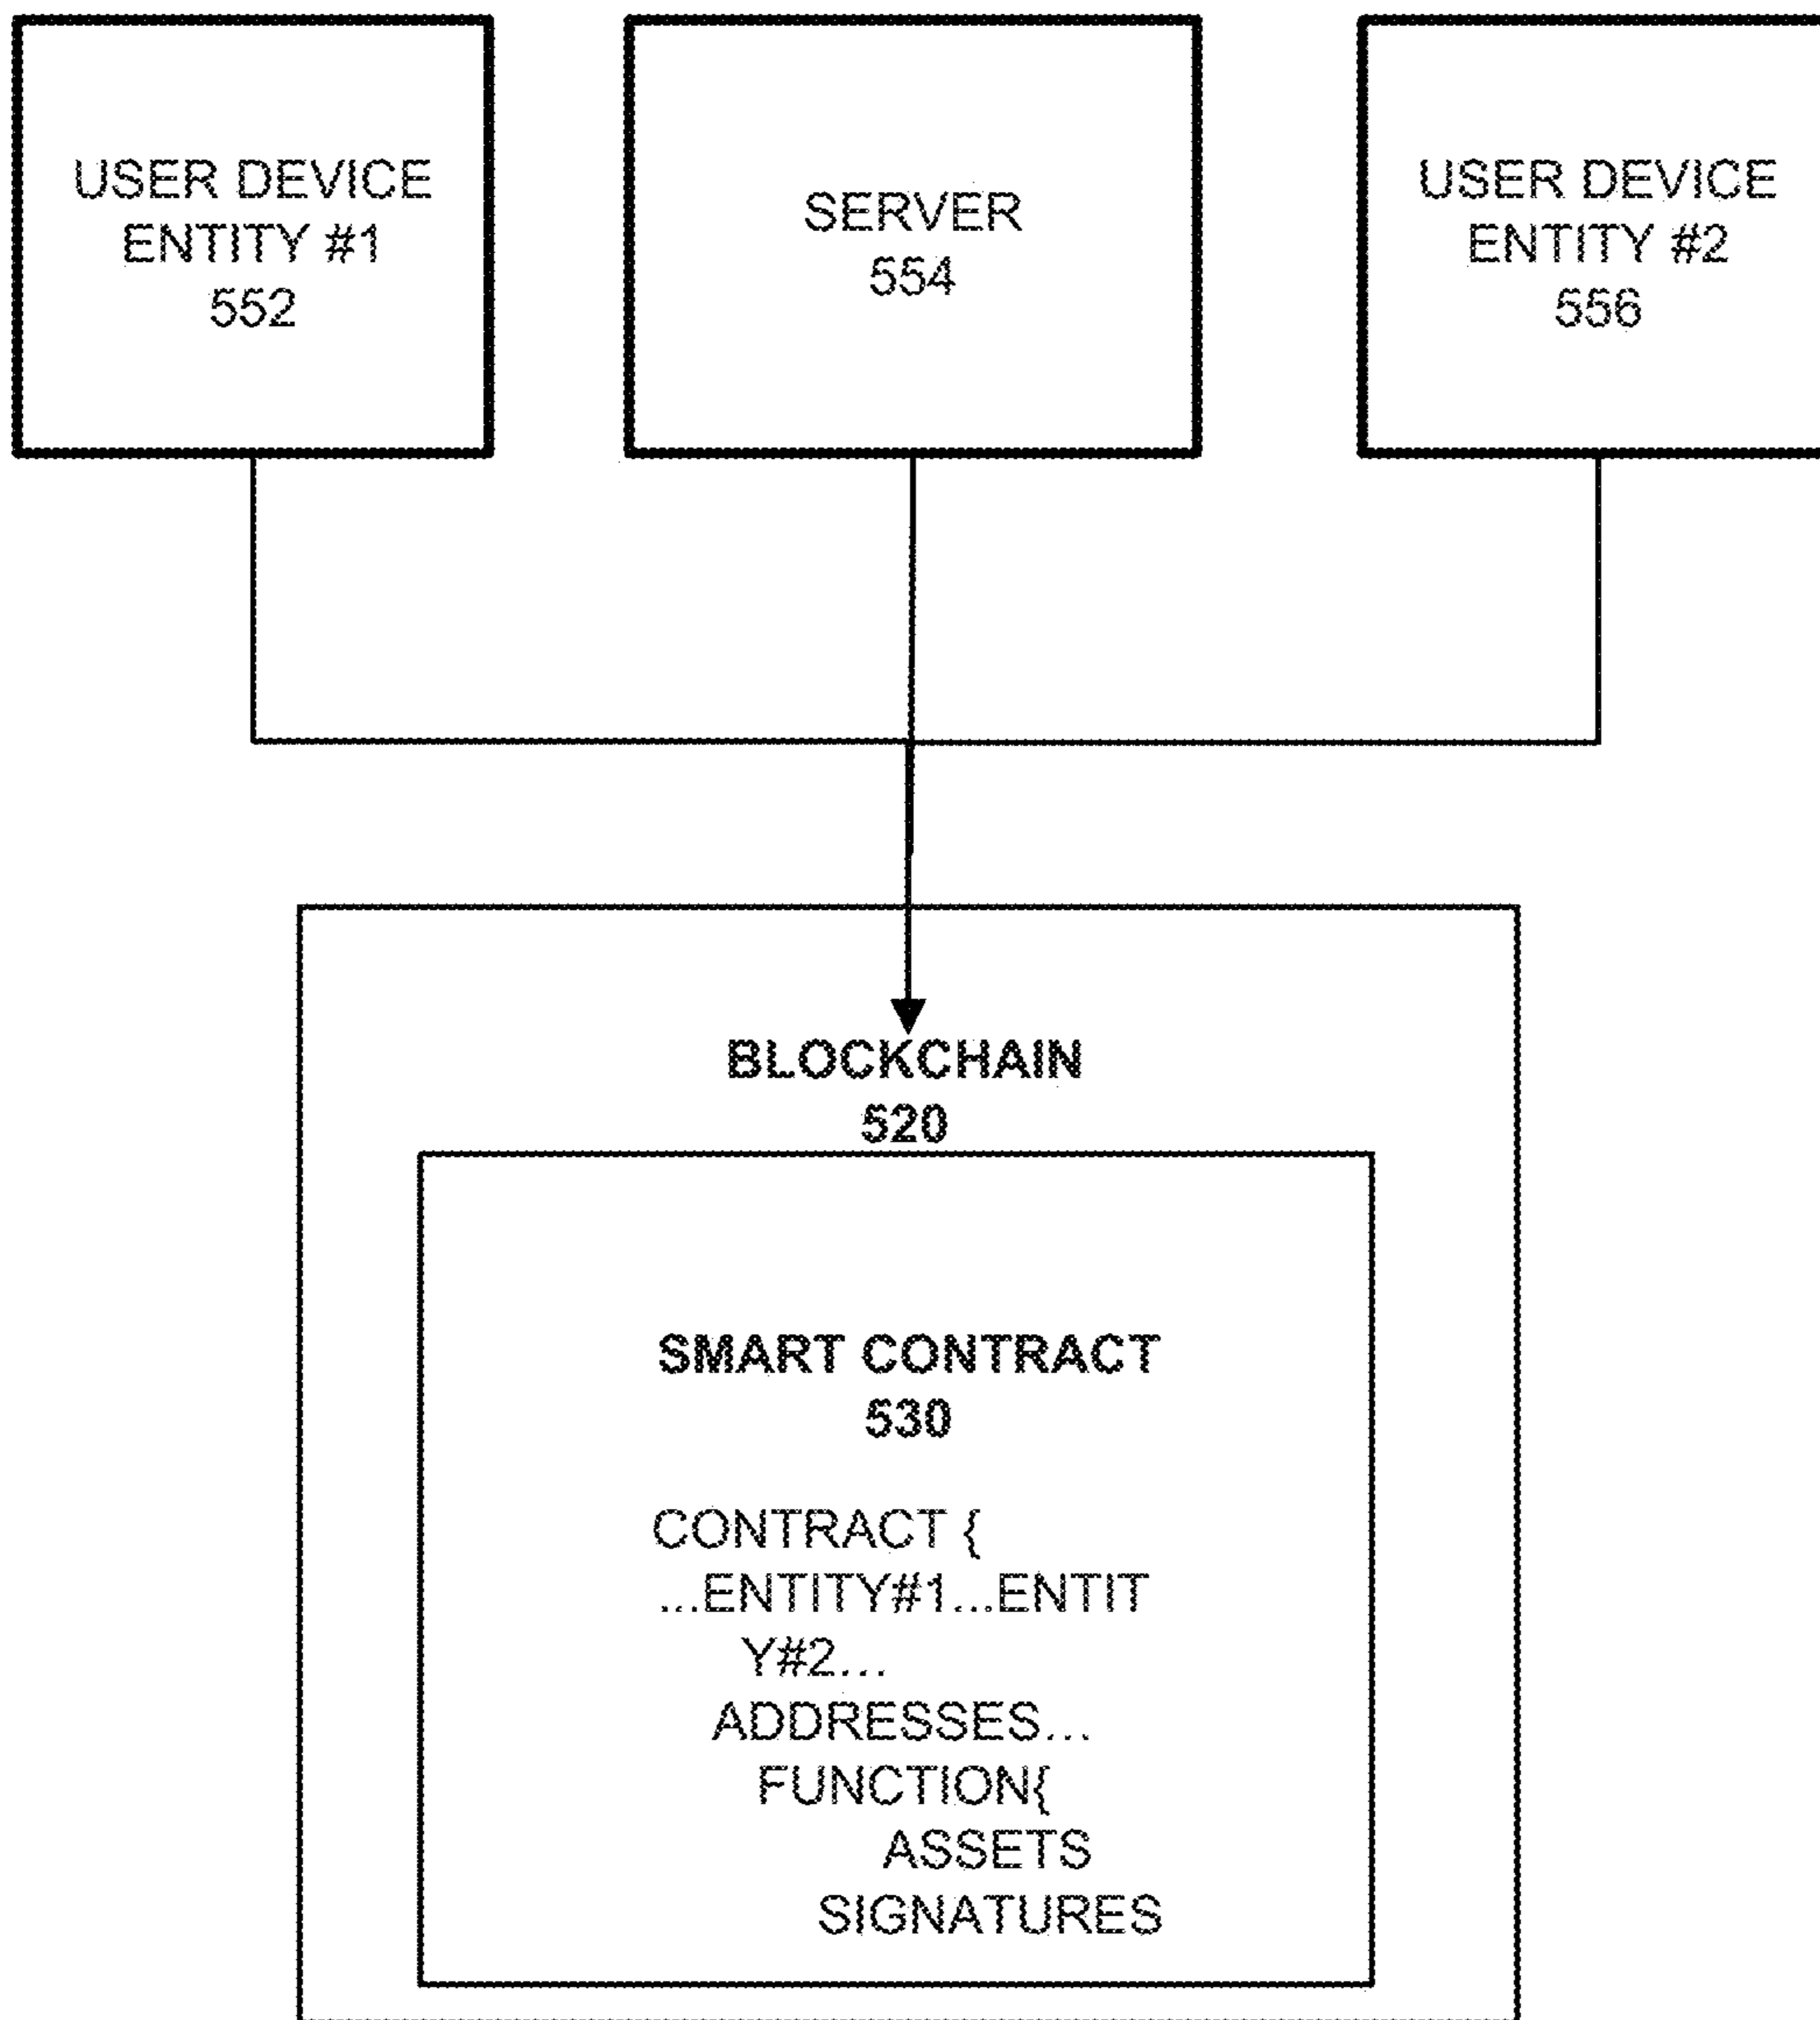 USER DEVICE
ENTITY #1
552
SERVER
554
USER DEVICE
ENTITY #2
556
BLOCKCHAIN
520
SMART CONTRACT
530
CONTRACT {
...ENTITY#1...ENTIT
Y#2...
ADDRESSES...
FUNCTION{
ASSETS
SIGNATURES